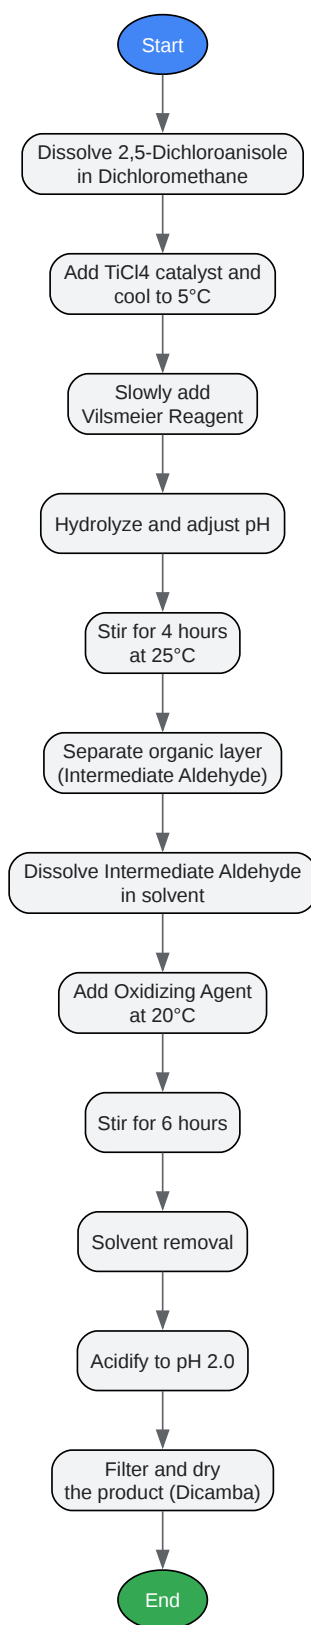 Start
Dissolve 2,5-Dichloroanisole
in Dichloromethane
Add TiCl4 catalyst and
cool to 5°C
Slowly add
Vilsmeier Reagent
Hydrolyze and adjust pH
Stir for 4 hours
at 25°C
Separate organic layer
(Intermediate Aldehyde)
Dissolve Intermediate Aldehyde
in solvent
Add Oxidizing Agent
at 20°C
Stir for 6 hours
Solvent removal
Acidify to pH 2.0
Filter and dry
the product (Dicamba)
End